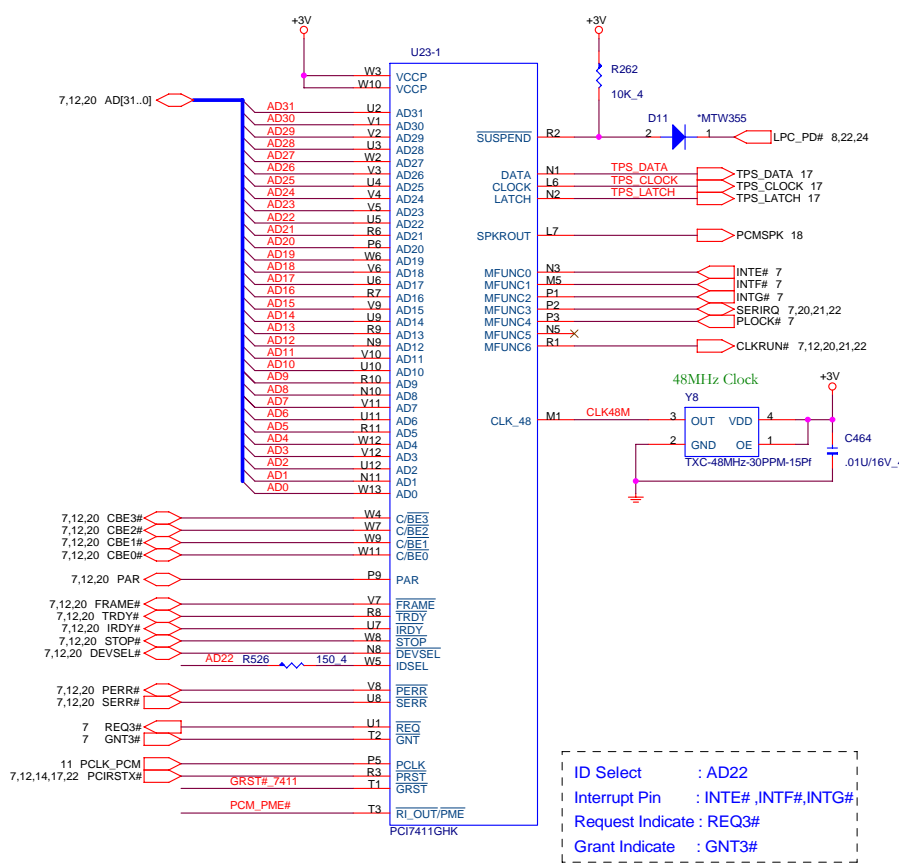 +3V
+3V
U23-1
R262
10K_4
W3 VCCP
W10 VCCP
7,12,20 AD[31..0]
AD31 U2 AD31
AD30 V1 AD30
AD29 V2 AD29
AD28 U3 AD28
AD27 W2 AD27
AD26 V3 AD26
AD25 U4 AD25
AD24 V4 AD24
AD23 V5 AD23
AD22 U5 AD22
AD21 R6 AD21
AD20 P6 AD20
AD19 W6 AD19
AD18 V6 AD18
AD17 U6 AD17
AD16 R7 AD16
AD15 V9 AD15
AD14 U9 AD14
AD13 R9 AD13
AD12 N9 AD12
AD11 V10 AD11
AD10 U10 AD10
AD9 R10 AD9
AD8 N10 AD8
AD7 V11 AD7
AD6 U11 AD6
AD5 R11 AD5
AD4 W12 AD4
AD3 V12 AD3
AD2 U12 AD2
AD1 N11 AD1
AD0 W13 AD0
7,12,20 CBE3# W4 C/BE3
7,12,20 CBE2# W7 C/BE2
7,12,20 CBE1# W9 C/BE1
7,12,20 CBE0# W11 C/BE0
7,12,20 PAR P9 PAR
7,12,20 FRAME# V7 FRAME
7,12,20 TRDY# R8 TRDY
7,12,20 IRDY# U7 IRDY
7,12,20 STOP# W8 STOP
7,12,20 DEVSEL# N8 DEVSEL
AD22 R526 150_4 W5 IDSEL
7,12,20 PERR# V8 PERR
7,12,20 SERR# U8 SERR
7 REQ3# U1 REQ
7 GNT3# T2 GNT
11 PCLK_PCM P5 PCLK
7,12,14,17,22 PCIRSTX# R3 PRST
GRST#_7411 T1 GRST
PCM_PME# T3 RI_OUT/PME
PCI7411GHK
D11 *MTW355
SUSPEND R2 2 1 LPC_PD# 8,22,24
DATA N1 TPS_DATA TPS_DATA 17
CLOCK L6 TPS_CLOCK TPS_CLOCK 17
LATCH N2 TPS_LATCH TPS_LATCH 17
SPKROUT L7 PCMSPK 18
MFUNC0 N3 INTE# 7
MFUNC1 M5 INTF# 7
MFUNC2 P1 INTG# 7
MFUNC3 P2 SERIRQ 7,20,21,22
MFUNC4 P3 PLOCK# 7
MFUNC5 N5
MFUNC6 R1 CLKRUN# 7,12,20,21,22
48MHz Clock
+3V
Y8
CLK_48 M1 CLK48M 3 OUT VDD 4
2 GND OE 1
TXC-48MHz-30PPM-15Pf
C464
.01U/16V_4
ID Select : AD22
Interrupt Pin : INTE# ,INTF#,INTG#
Request Indicate : REQ3#
Grant Indicate : GNT3#